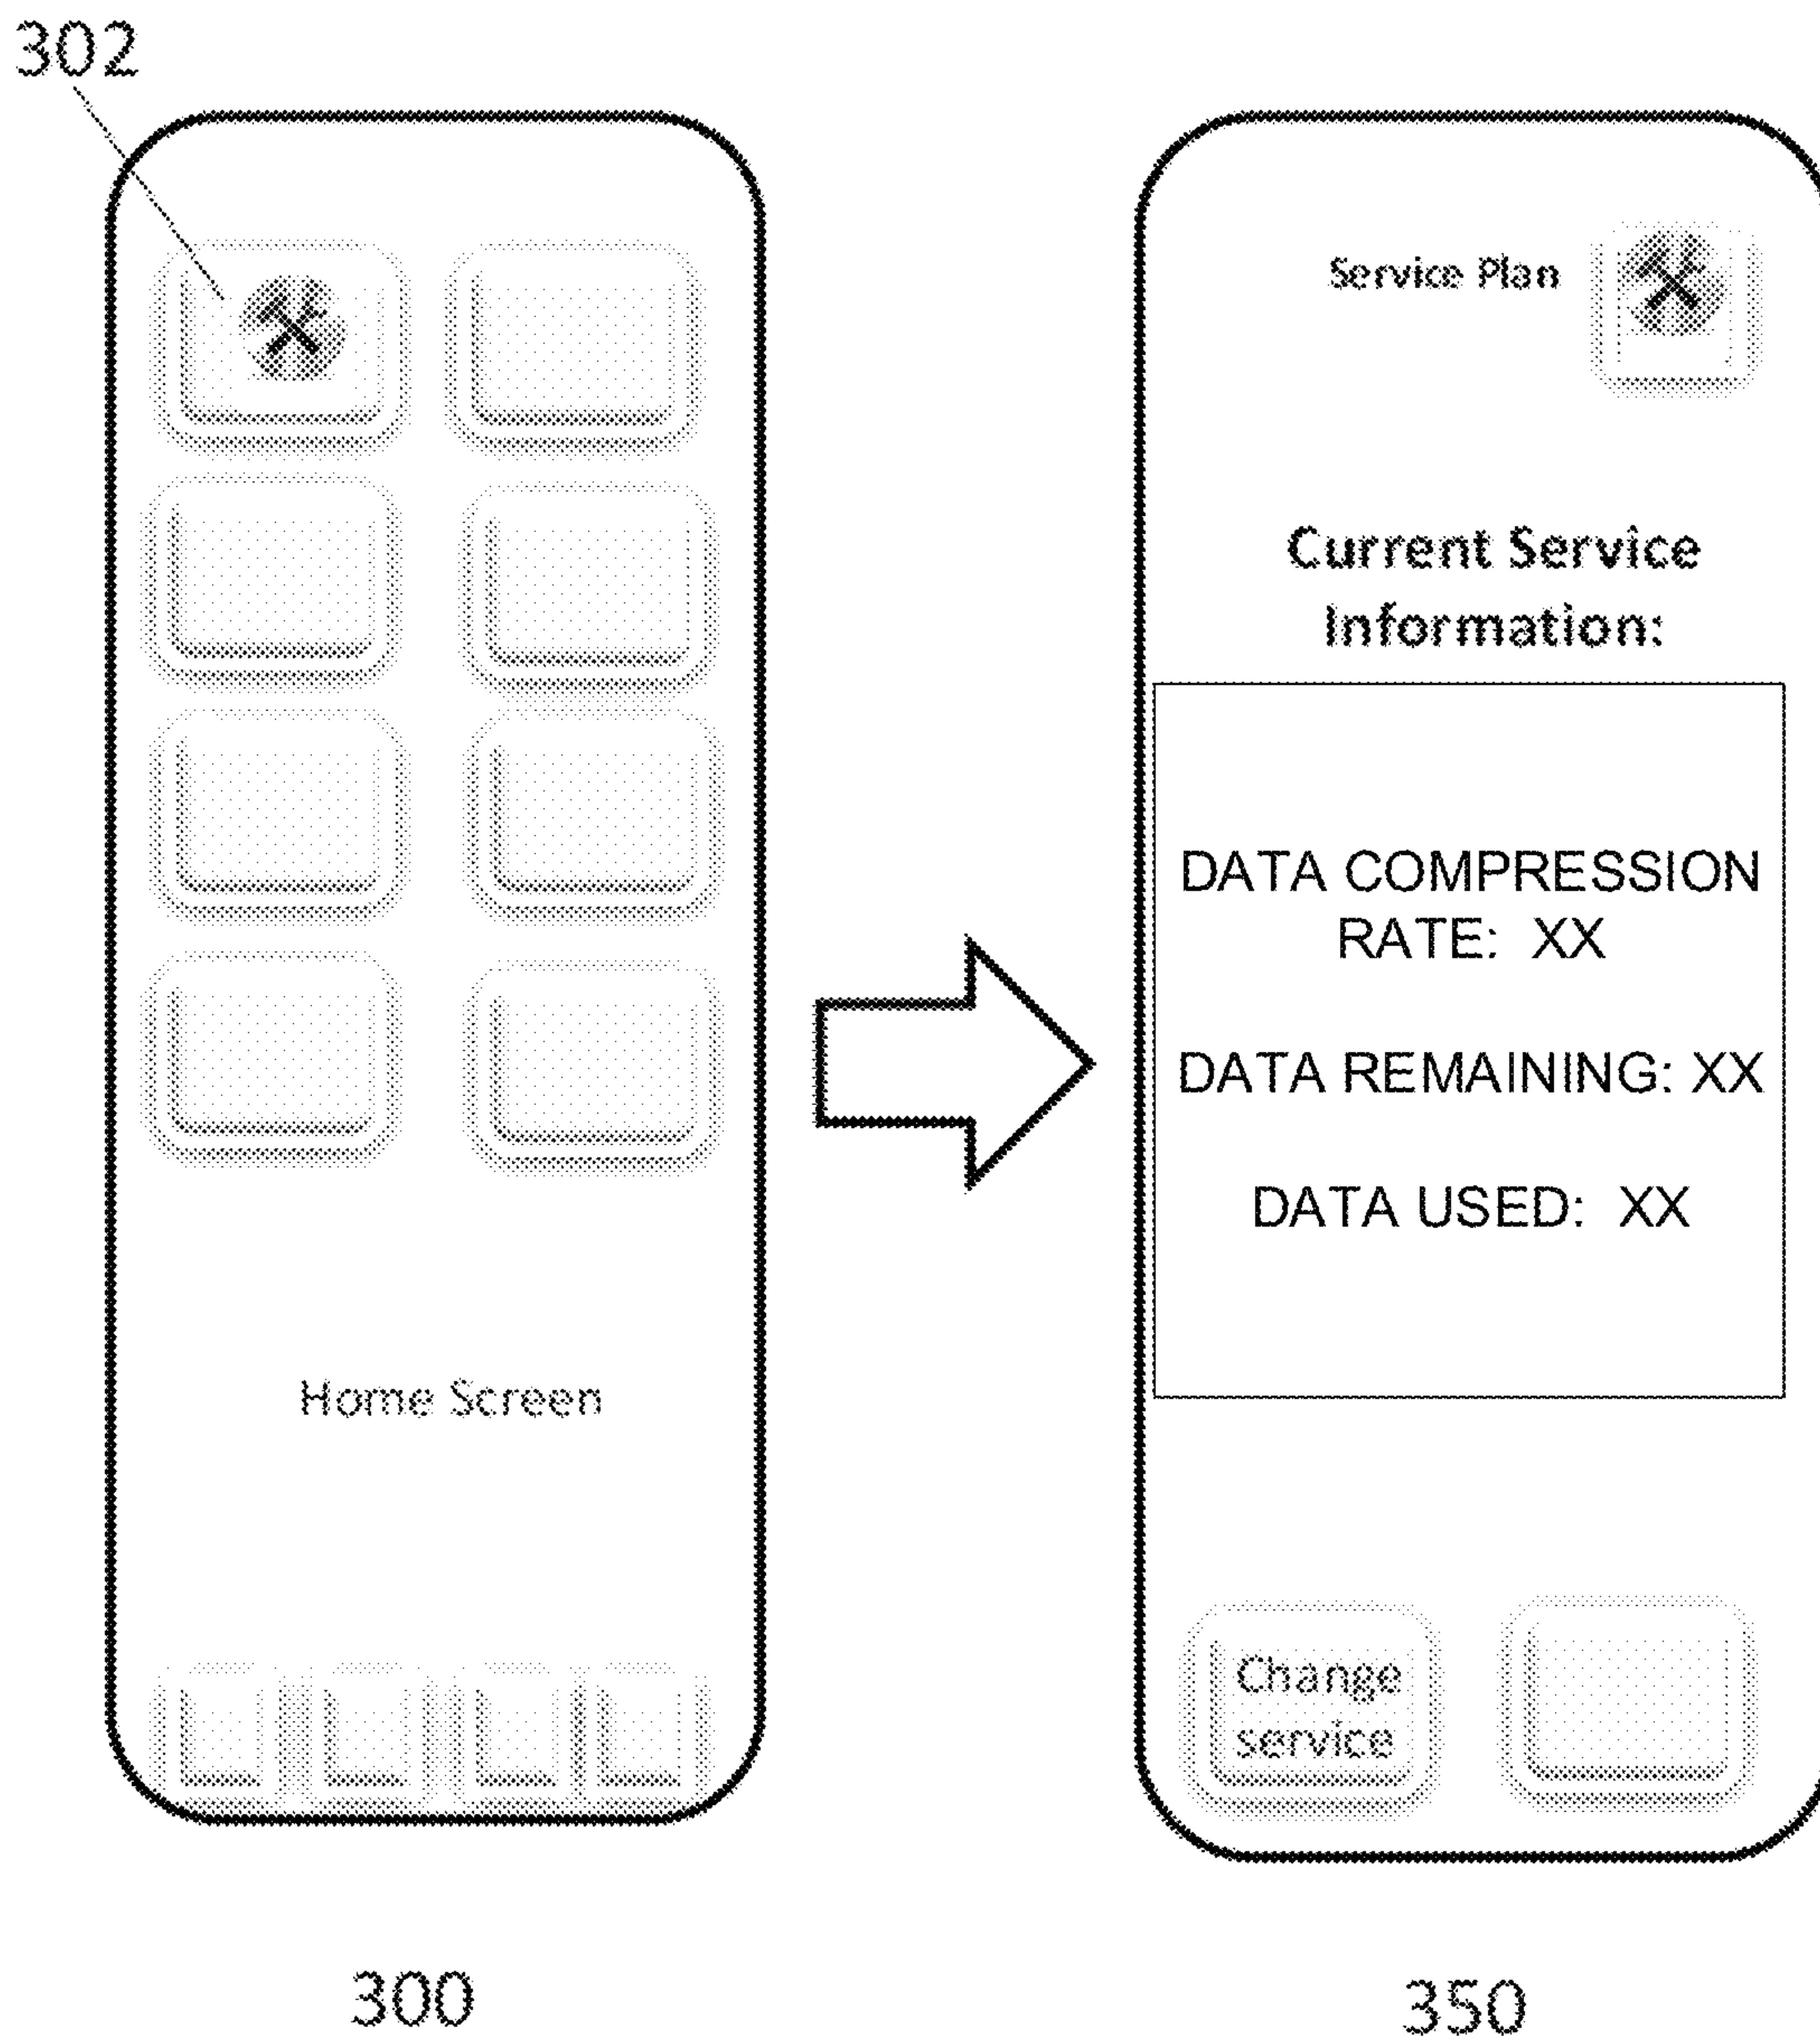 302
Home Screen
300
Service Plan
Current Service
Information:
DATA COMPRESSION
RATE: XX
DATA REMAINING: XX
DATA USED: XX
Change
service
350